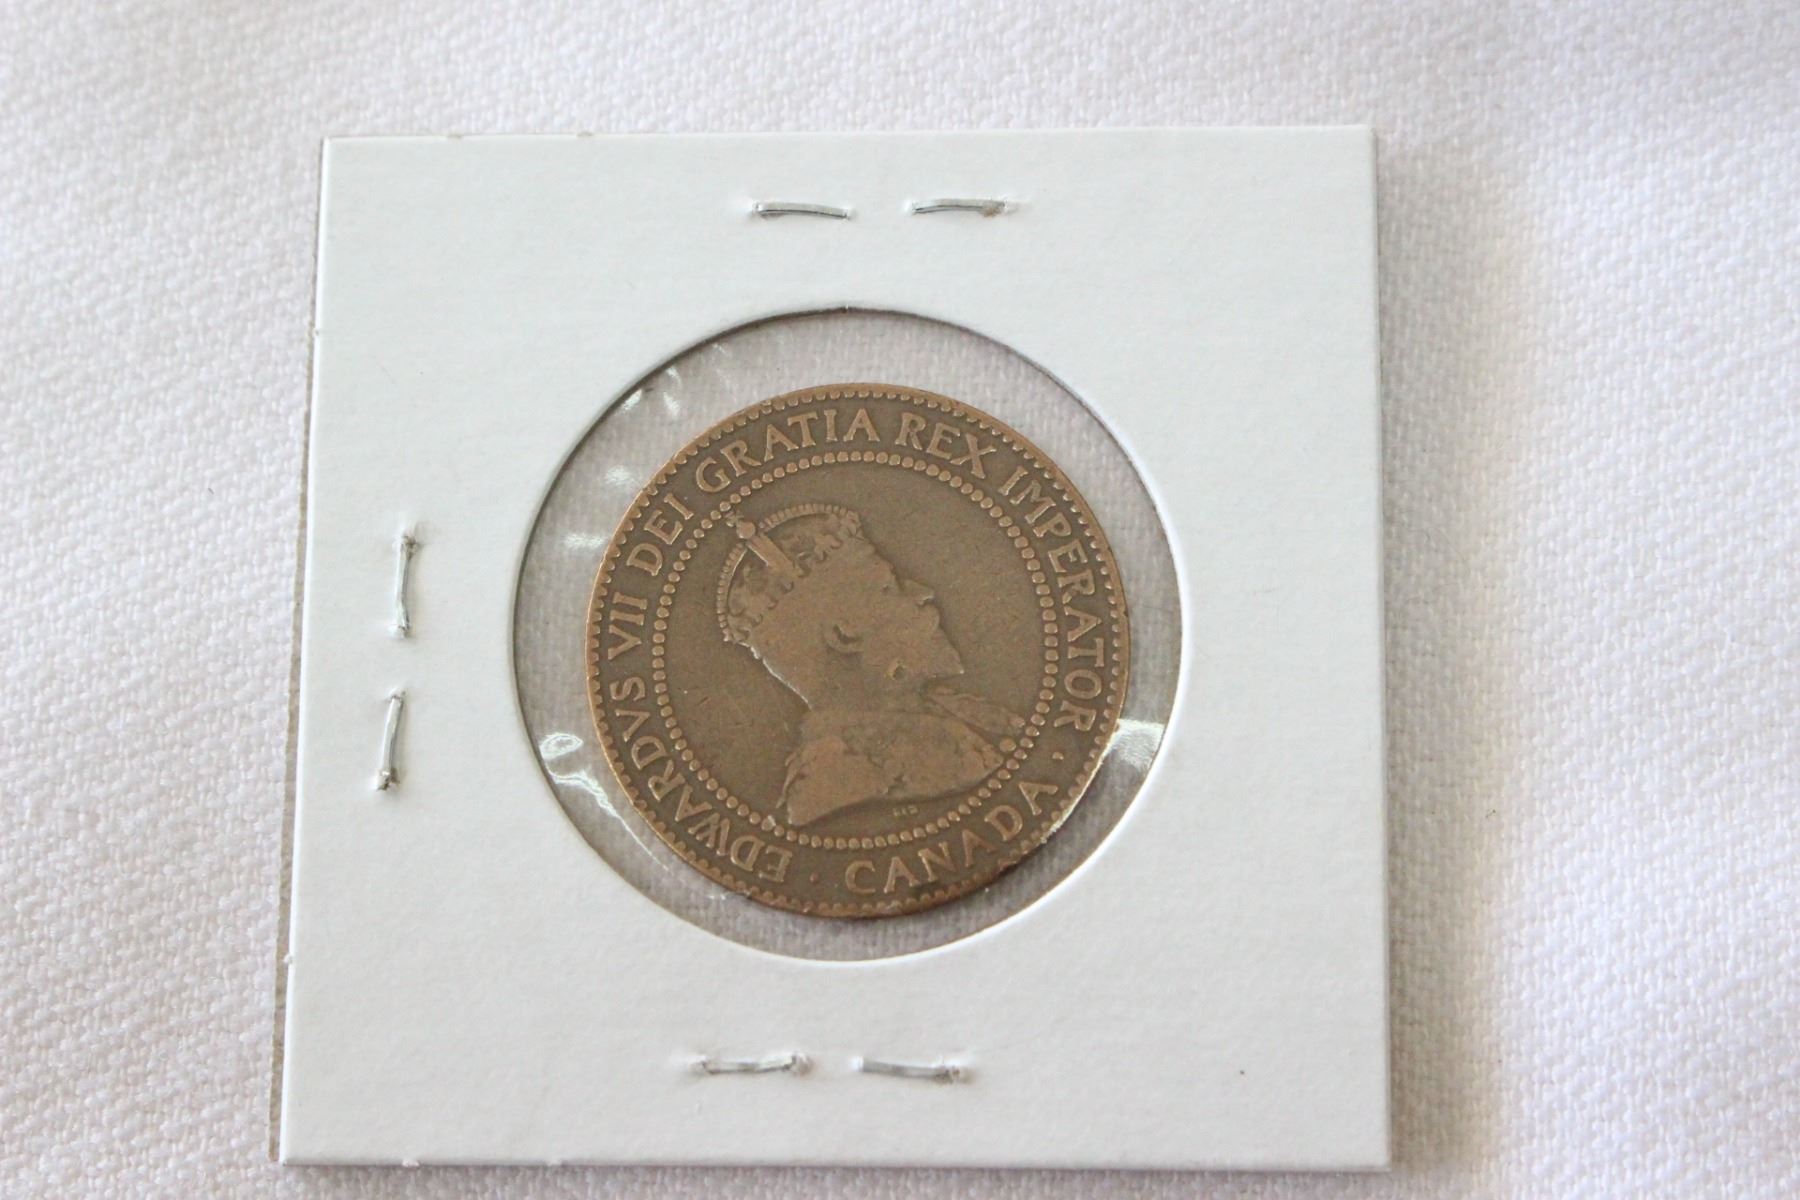 EDWARDVS VII DEI GRATIA REX IMPERATOR · CANADA ·